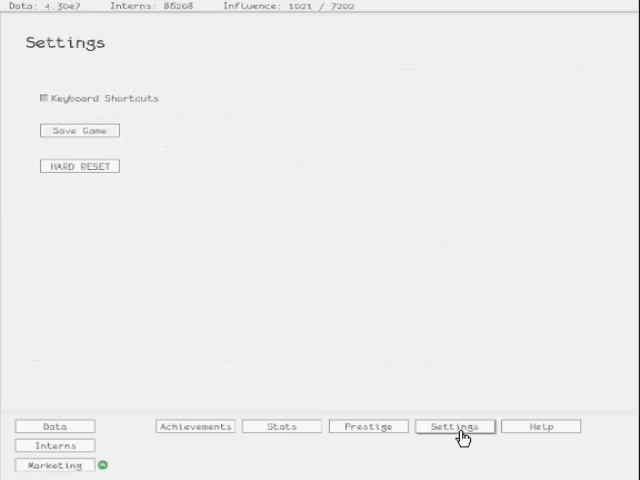 Data: 4.30e7 Interns: 86208 Influence: 1021 / 7202
Settings
Keyboard Shortcuts
Save Game
HARD RESET
Data Achievements Stats Prestige Settings Help
Interns
Marketing